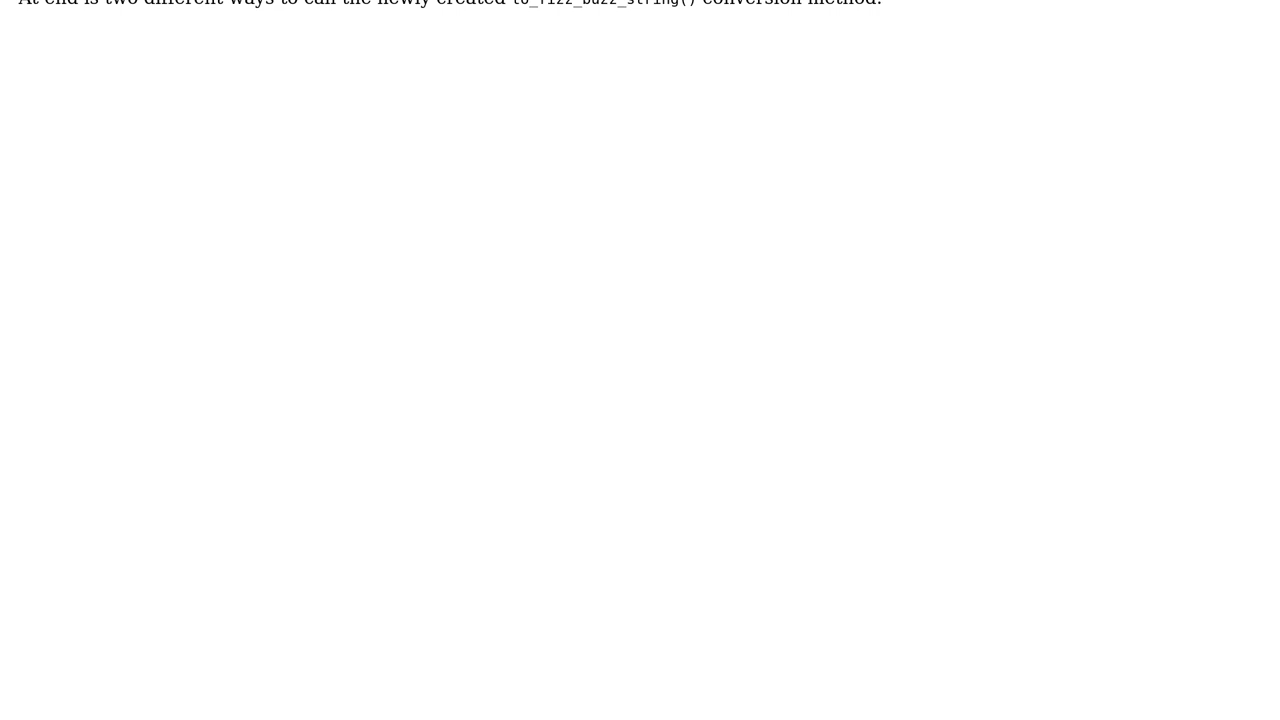 At end is two different ways to call the newly created to_fizz_buzz_string() conversion method.